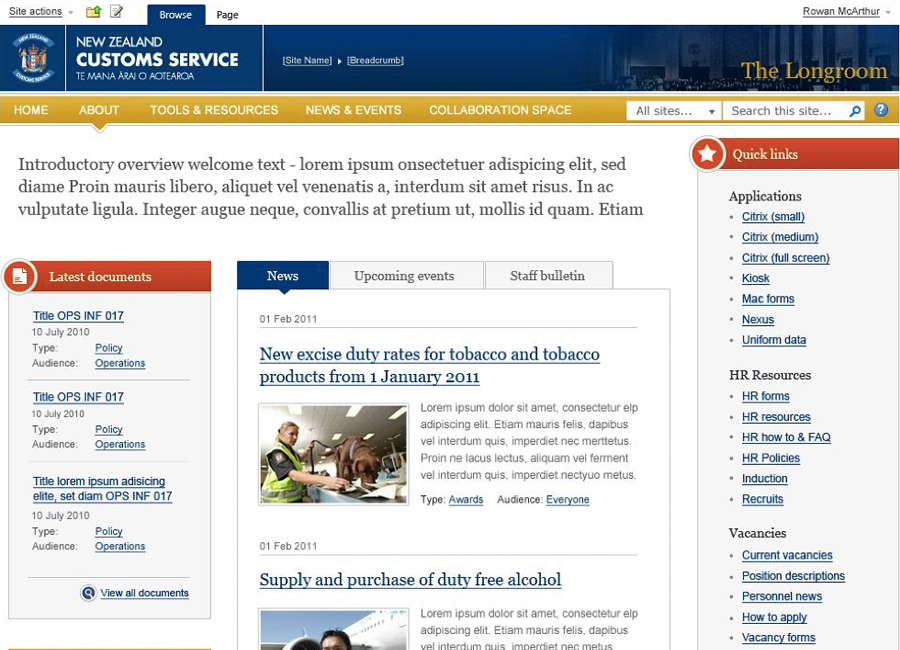 Site actions
Browse
Page
Rowan McArthur
NEW ZEALAND
CUSTOMS SERVICE
TE MANA ĀRAI O AOTEAROA
[Site Name] [Breadcrumb]
The Longroom
HOME
ABOUT
TOOLS & RESOURCES
NEWS & EVENTS
COLLABORATION SPACE
All sites...
Search this site...
?
Introductory overview welcome text - lorem ipsum onsectetuer adispicing elit, sed
diame Proin mauris libero, aliquet vel venenatis a, interdum sit amet risus. In ac
vulputate ligula. Integer augue neque, convallis at pretium ut, mollis id quam. Etiam
Latest documents
Title OPS INF 017
10 July 2010
Type: Policy
Audience: Operations
Title OPS INF 017
10 July 2010
Type: Policy
Audience: Operations
Title lorem ipsum adisicing
elite, set diam OPS INF 017
10 July 2010
Type: Policy
Audience: Operations
View all documents
News
Upcoming events
Staff bulletin
01 Feb 2011
New excise duty rates for tobacco and tobacco
products from 1 January 2011
Lorem ipsum dolor sit amet, consectetur elp
adipiscing elit. Etiam mauris felis, dapibus
vel interdum quis, imperdiet nec merttetus.
Proin ne lacus lectus, aliquam vel ferment
vel interdum quis, imperdiet nectyuo metus.
Type: Awards Audience: Everyone
01 Feb 2011
Supply and purchase of duty free alcohol
Lorem ipsum dolor sit amet, consectetur elp
adipiscing elit. Etiam mauris felis, dapibus
vel interdum quis, imperdiet nec merttetus.
Quick links
Applications
Citrix (small)
Citrix (medium)
Citrix (full screen)
Kiosk
Mac forms
Nexus
Uniform data
HR Resources
HR forms
HR resources
HR how to & FAQ
HR Policies
Induction
Recruits
Vacancies
Current vacancies
Position descriptions
Personnel news
How to apply
Vacancy forms